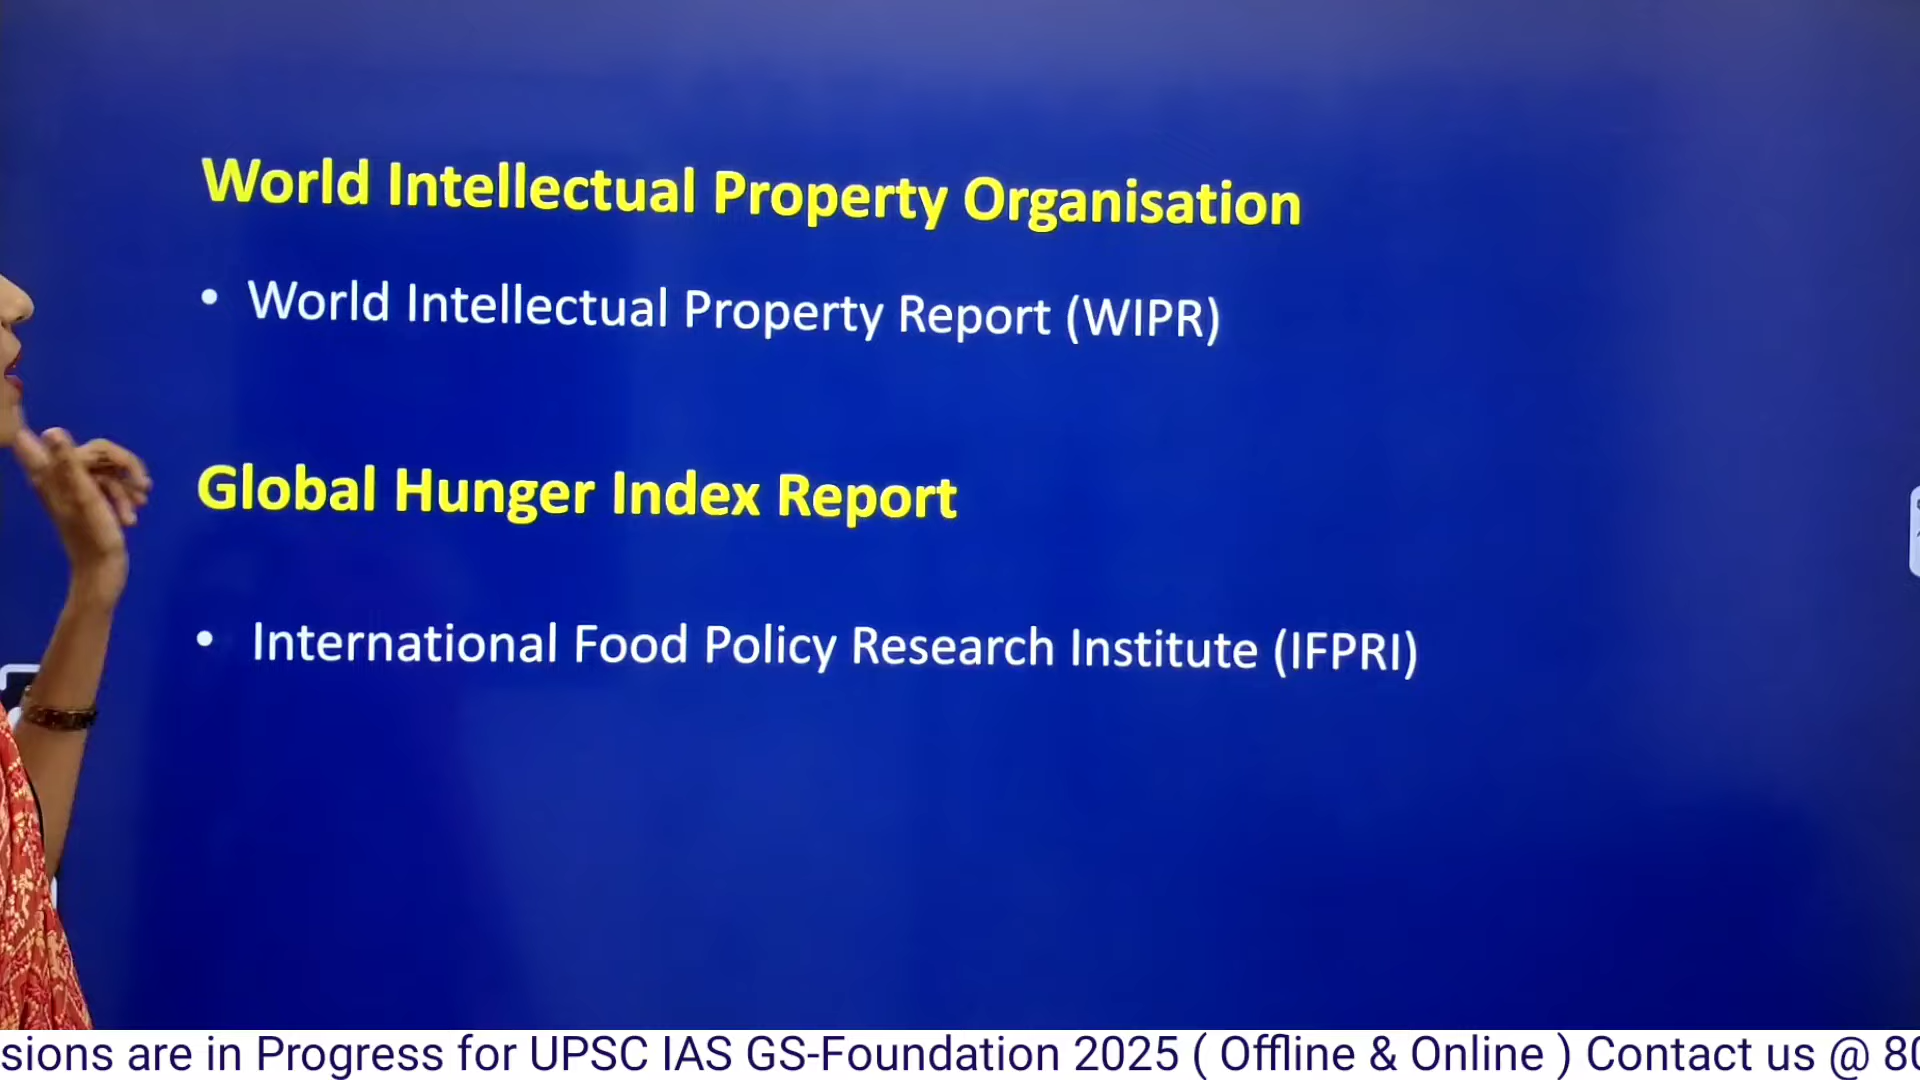 World Intellectual Property Organisation
• World Intellectual Property Report (WIPR)
Global Hunger Index Report
• International Food Policy Research Institute (IFPRI)
sions are in Progress for UPSC IAS GS-Foundation 2025 ( Offline & Online ) Contact us @ 80